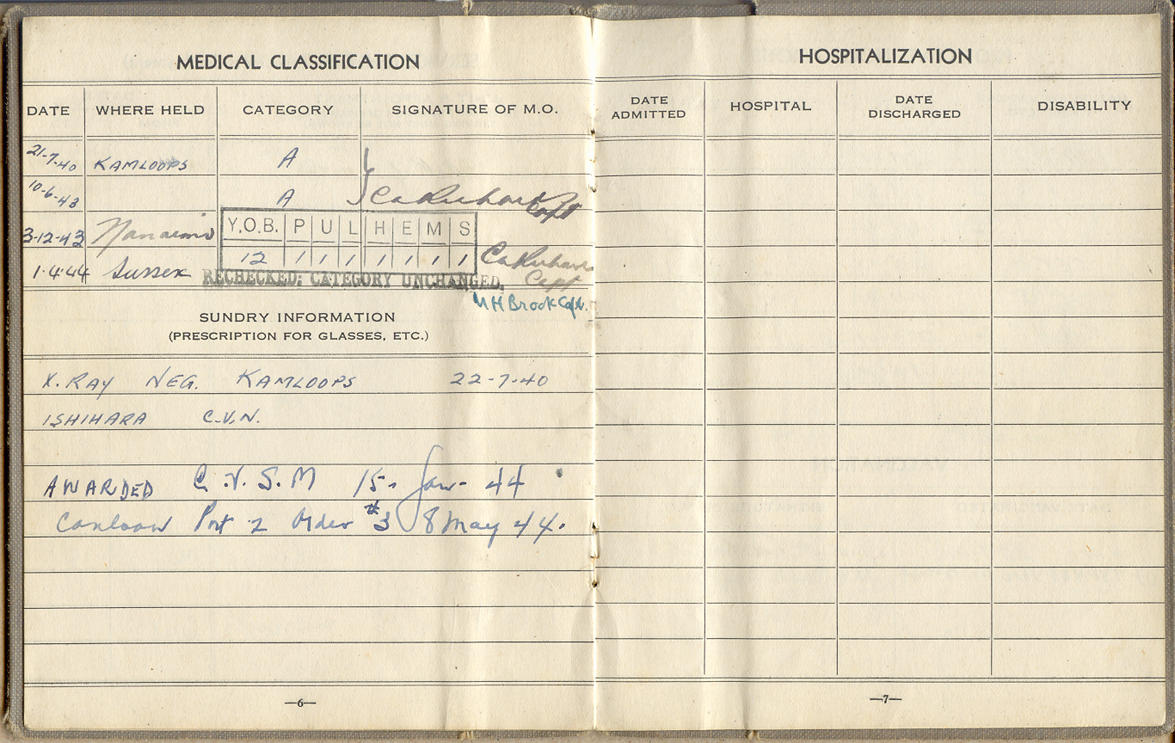 MEDICAL CLASSIFICATION
DATE WHERE HELD CATEGORY SIGNATURE OF M.O.
21-7-40 KAMLOOPS A
10-6-43 A Capt
3-12-43 Nanaimo Y.O.B. P U L H E M S
12 1 1 1 1 1 1 1
Capt
1.4.44 Sussex RECHECKED: CATEGORY UNCHANGED.
M H Brook Capt.
SUNDRY INFORMATION
(PRESCRIPTION FOR GLASSES, ETC.)
X.RAY NEG. KAMLOOPS 22-7-40
ISHIHARA C.V.N.
AWARDED C.V.S.M 15- Jan- 44
Part 2 Order #3 8 May 44.
—6—
HOSPITALIZATION
DATE ADMITTED HOSPITAL DATE DISCHARGED DISABILITY
—7—